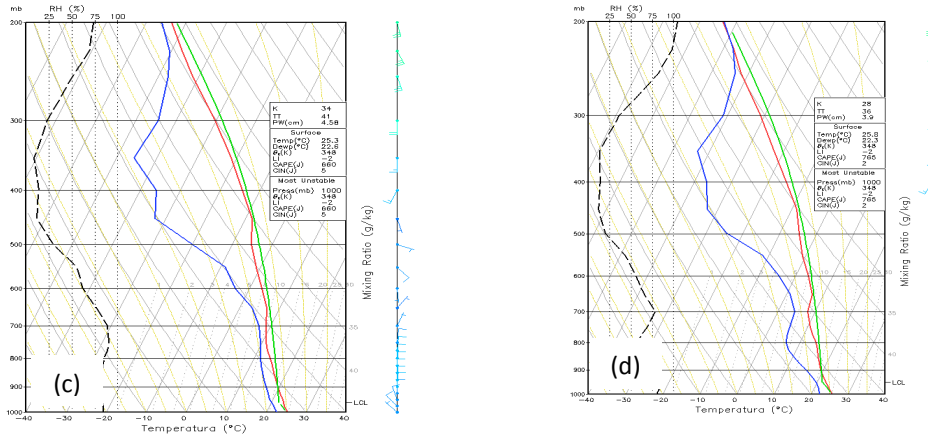 mb RH (%)
25 50 75 100
200
300
400
500
600
700
800
900
1000
K 34
TT 41
PW(cm) 4.58
Surface
Temp(°C) 25.3
Dewp(°C) 22.6
θₑ(K) 348
LI -2
CAPE(J) 660
CIN(J) 5
Most Unstable
Press(mb) 1000
θₑ(K) 348
LI -2
CAPE(J) 660
CIN(J) 5
Mixing Ratio (g/kg)
35
40
LCL
(c)
-40 -30 -20 -10 0 10 20 30 40
Temperatura (°C)
mb RH (%)
25 50 75 100
200
300
400
500
600
700
800
900
1000
K 28
TT 36
PW(cm) 3.9
Surface
Temp(°C) 25.8
Dewp(°C) 22.3
θₑ(K) 348
LI -2
CAPE(J) 765
CIN(J) 2
Most Unstable
Press(mb) 1000
θₑ(K) 348
LI -2
CAPE(J) 765
CIN(J) 2
Mixing Ratio (g/kg)
35
40
LCL
(d)
-40 -30 -20 -10 0 10 20 30 40
Temperatura (°C)